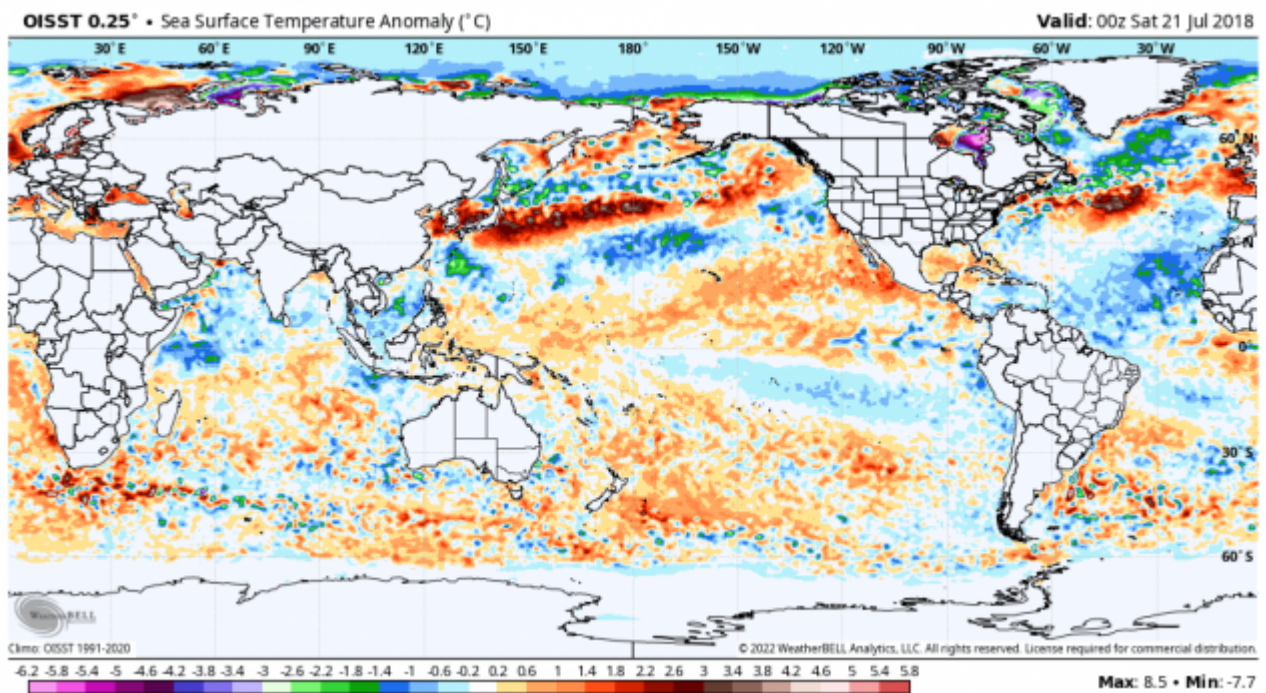 OISST 0.25° • Sea Surface Temperature Anomaly (°C)
Valid: 00z Sat 21 Jul 2018
30°E 60°E 90°E 120°E 150°E 180° 150°W 120°W 90°W 60°W 30°W
60°N
30°N
0°
30°S
60°S
WeatherBELL
Climo: OISST 1991-2020
© 2022 WeatherBELL Analytics, LLC. All rights reserved. License required for commercial distribution.
-6.2 -5.8 -5.4 -5 -4.6 -4.2 -3.8 -3.4 -3 -2.6 -2.2 -1.8 -1.4 -1 -0.6 -0.2 0.2 0.6 1 1.4 1.8 2.2 2.6 3 3.4 3.8 4.2 4.6 5 5.4 5.8
Max: 8.5 • Min: -7.7